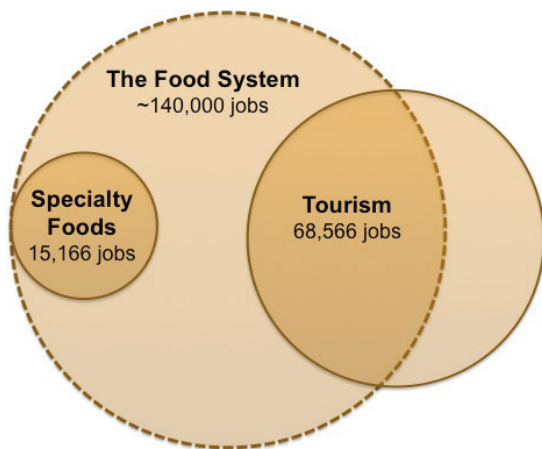 The Food System
~140,000 jobs
Specialty
Foods
15,166 jobs
Tourism
68,566 jobs